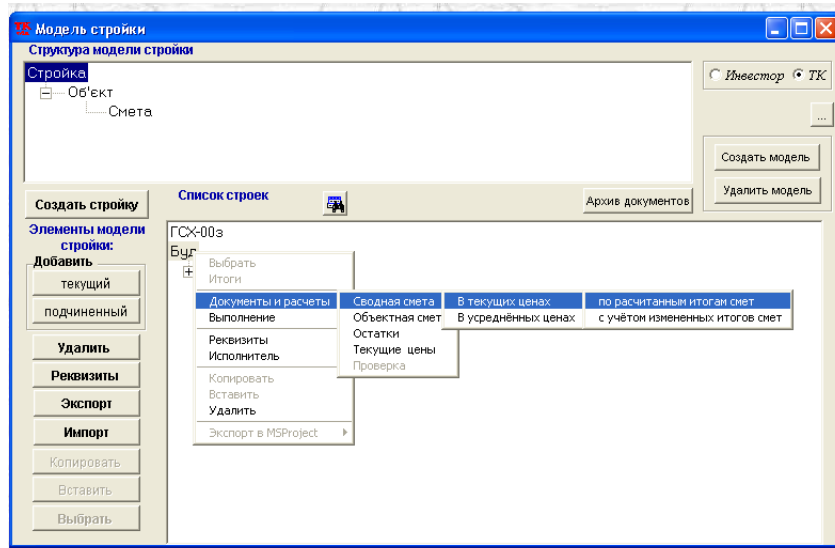 Модель стройки
Структура модели стройки
Стройка
Об'єкт
Смета
Инвестор ТК
...
Создать модель
Удалить модель
Создать стройку
Список строек
Архив документов
Элементы модели
стройки:
Добавить
текущий
подчиненный
Удалить
Реквизиты
Экспорт
Импорт
Копировать
Вставить
Выбрать
ГСХ-00з
Буд
Выбрать
Итоги
Документы и расчеты
Выполнение
Реквизиты
Исполнитель
Копировать
Вставить
Удалить
Экспорт в MSProject
Сводная смета
Объектная смет
Остатки
Текущие цены
Проверка
В текущих ценах
В усреднённых ценах
по расчитанным итогам смет
с учётом измененных итогов смет